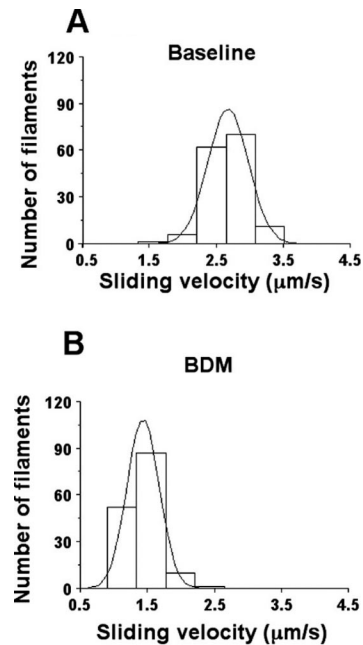 A
Baseline
Number of filaments
120
90
60
30
0
0.5 1.5 2.5 3.5 4.5
Sliding velocity (μm/s)
B
BDM
Number of filaments
120
90
60
30
0
0.5 1.5 2.5 3.5 4.5
Sliding velocity (μm/s)